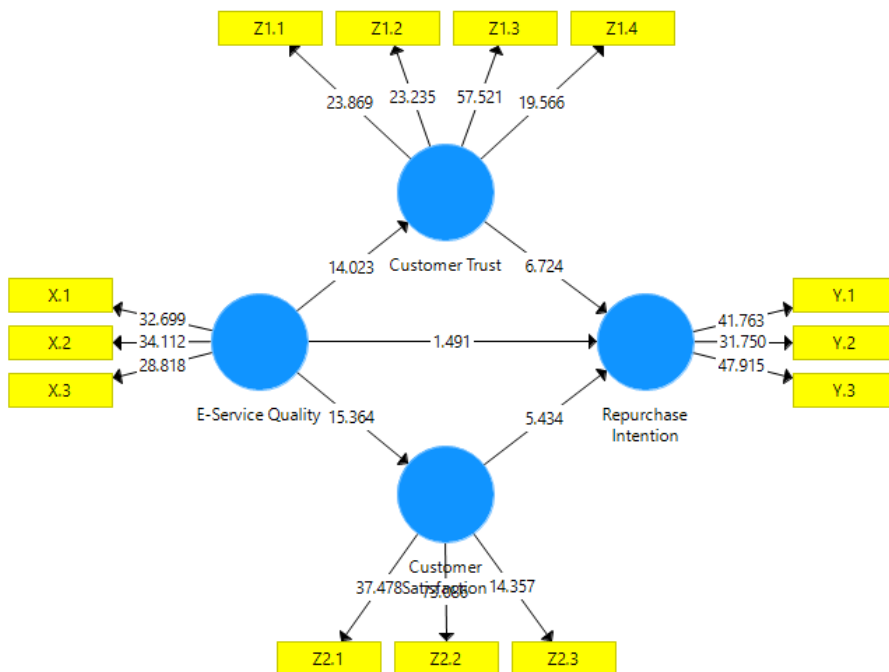 Z1.1
Z1.2
Z1.3
Z1.4
23.869
23.235
57.521
19.566
Customer Trust
14.023
6.724
X.1
X.2
X.3
32.699
34.112
28.818
E-Service Quality
1.491
Repurchase
Intention
41.763
31.750
47.915
Y.1
Y.2
Y.3
15.364
5.434
Customer
Satisfaction
37.478
14.357
Z2.1
Z2.2
Z2.3